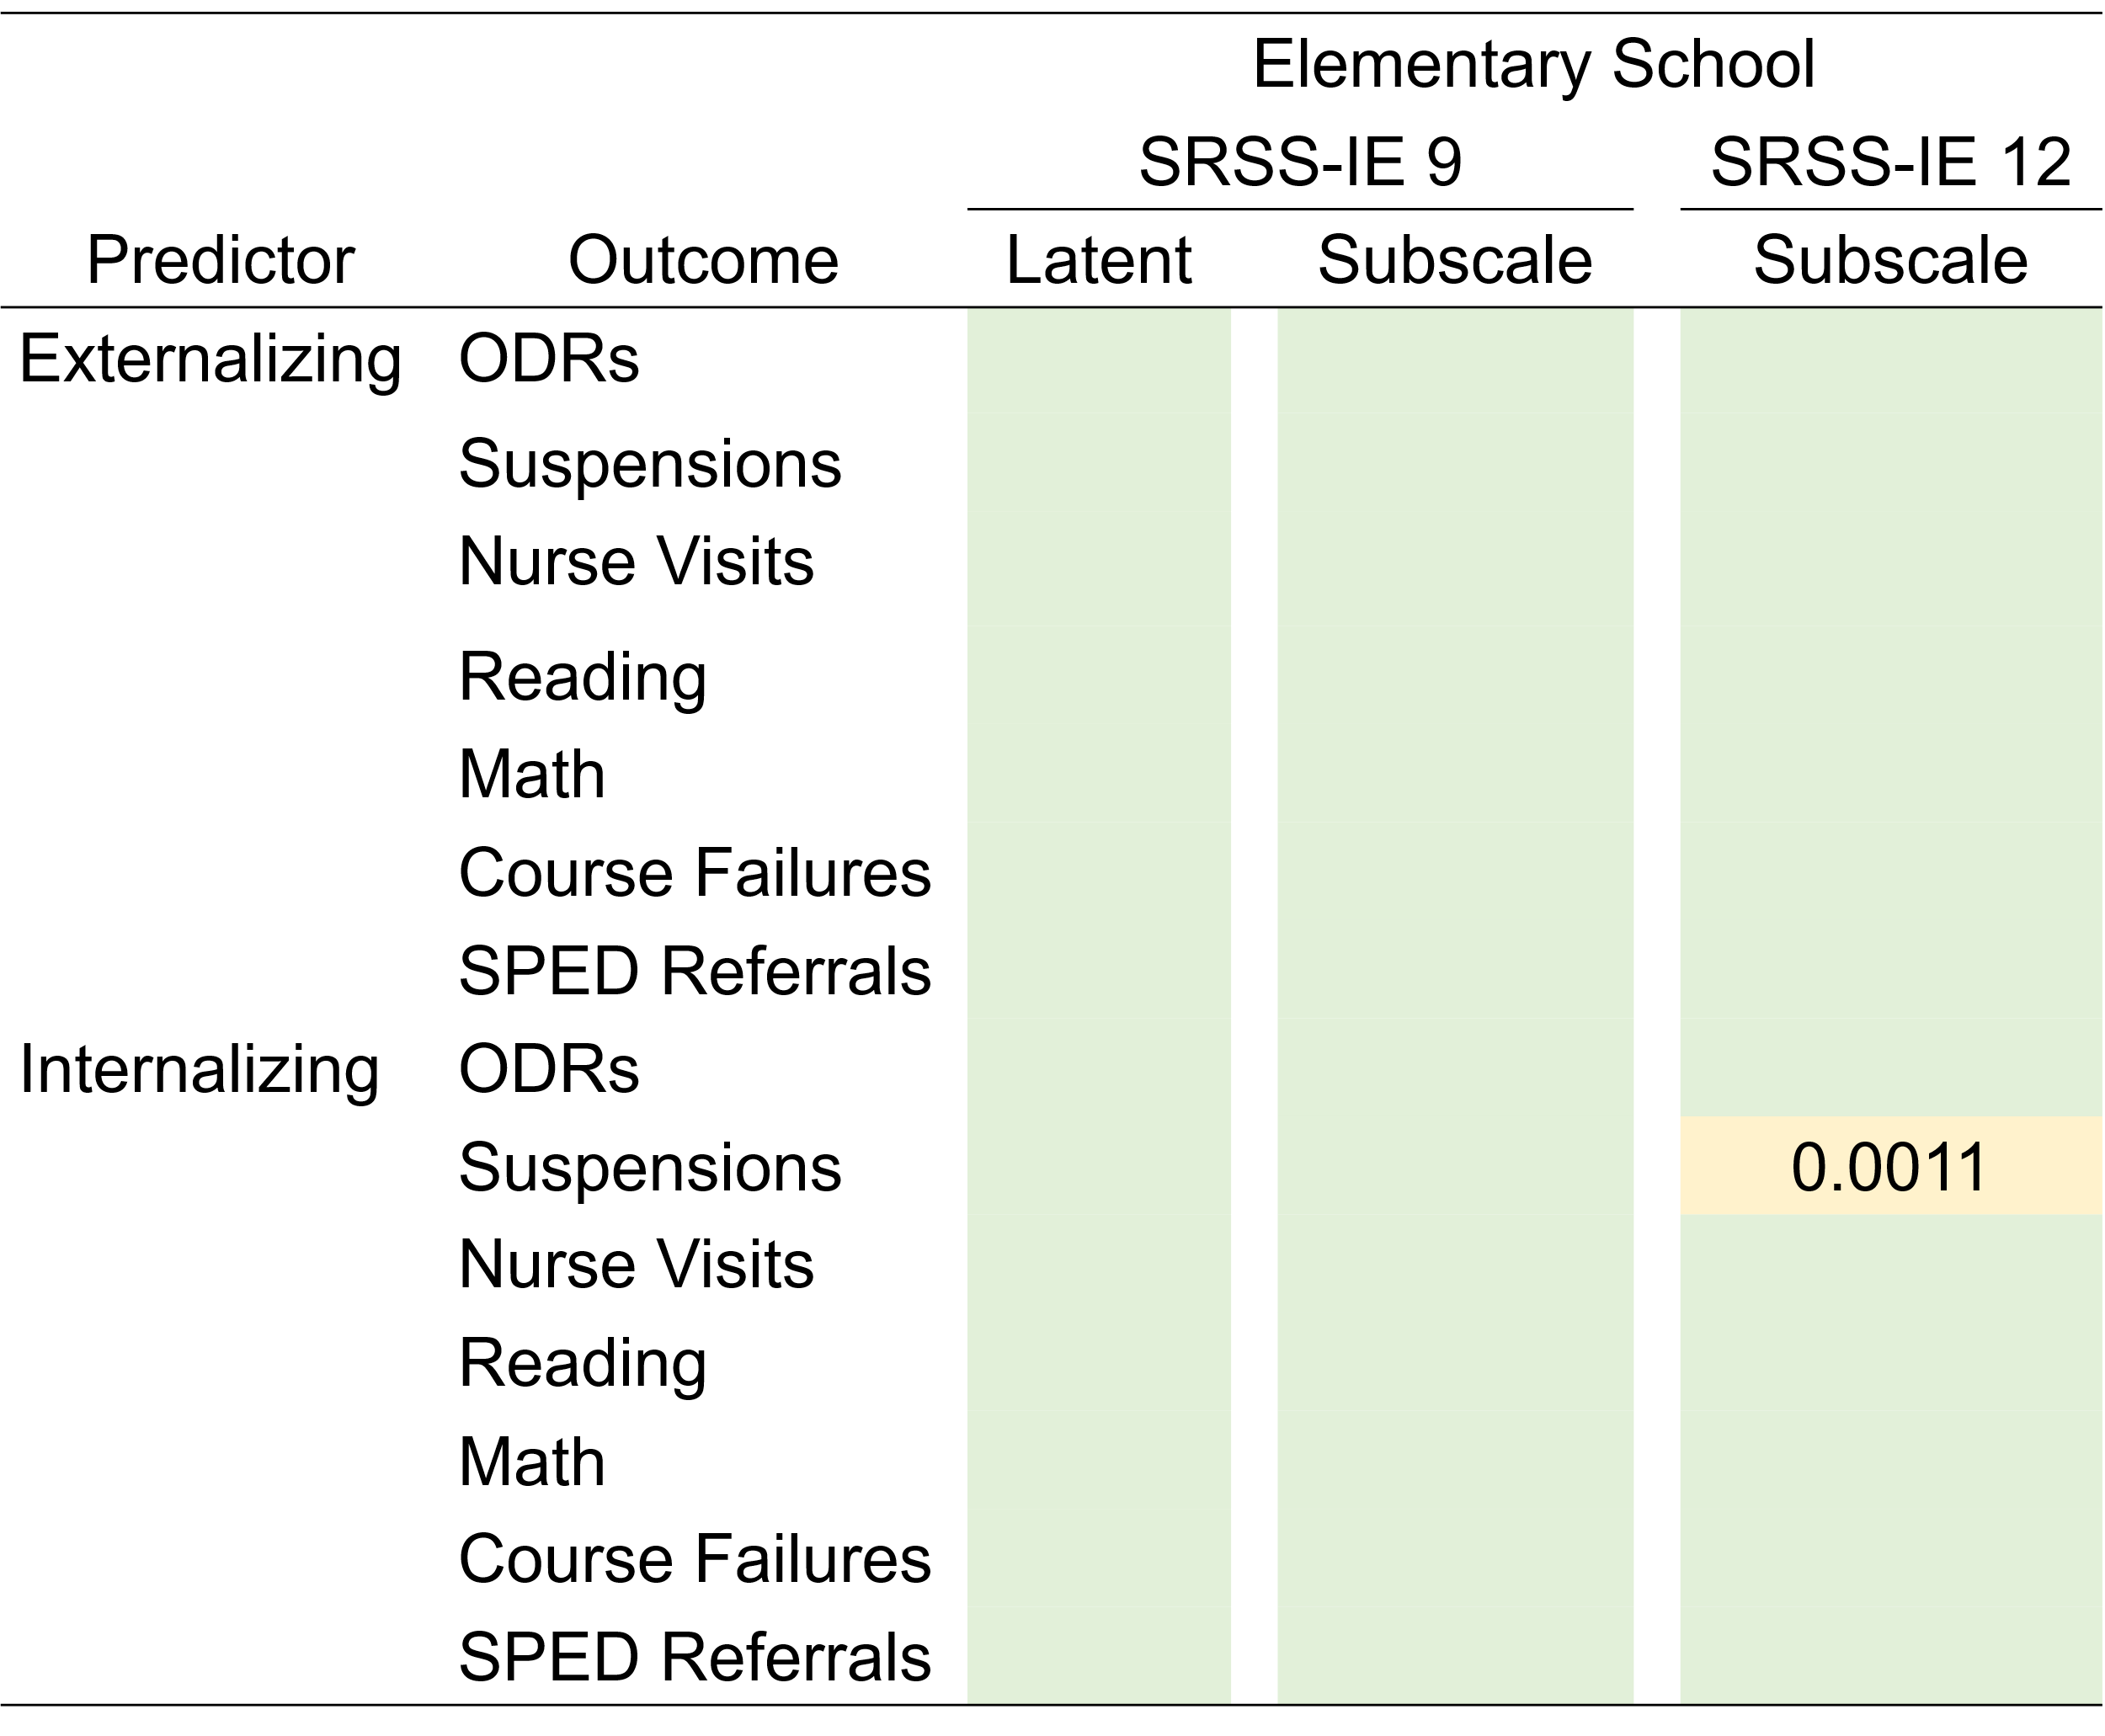 Elementary School
SRSS-IE 9 SRSS-IE 12
Predictor Outcome Latent Subscale Subscale
Externalizing ODRs
Suspensions
Nurse Visits
Reading
Math
Course Failures
SPED Referrals
Internalizing ODRs
Suspensions 0.0011
Nurse Visits
Reading
Math
Course Failures
SPED Referrals